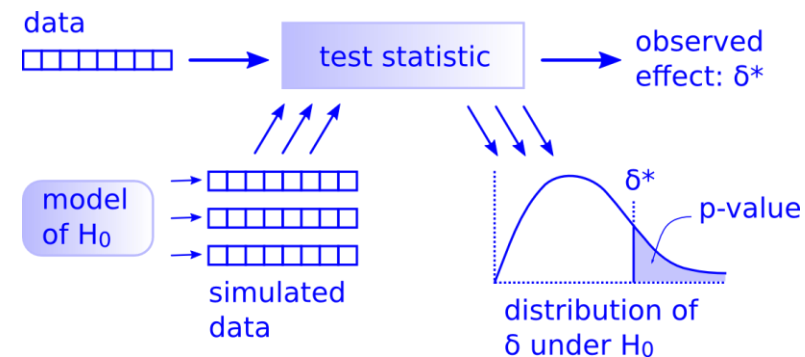 data
test statistic
observed
effect: δ*
model
of H₀
simulated
data
δ*
p-value
distribution of
δ under H₀